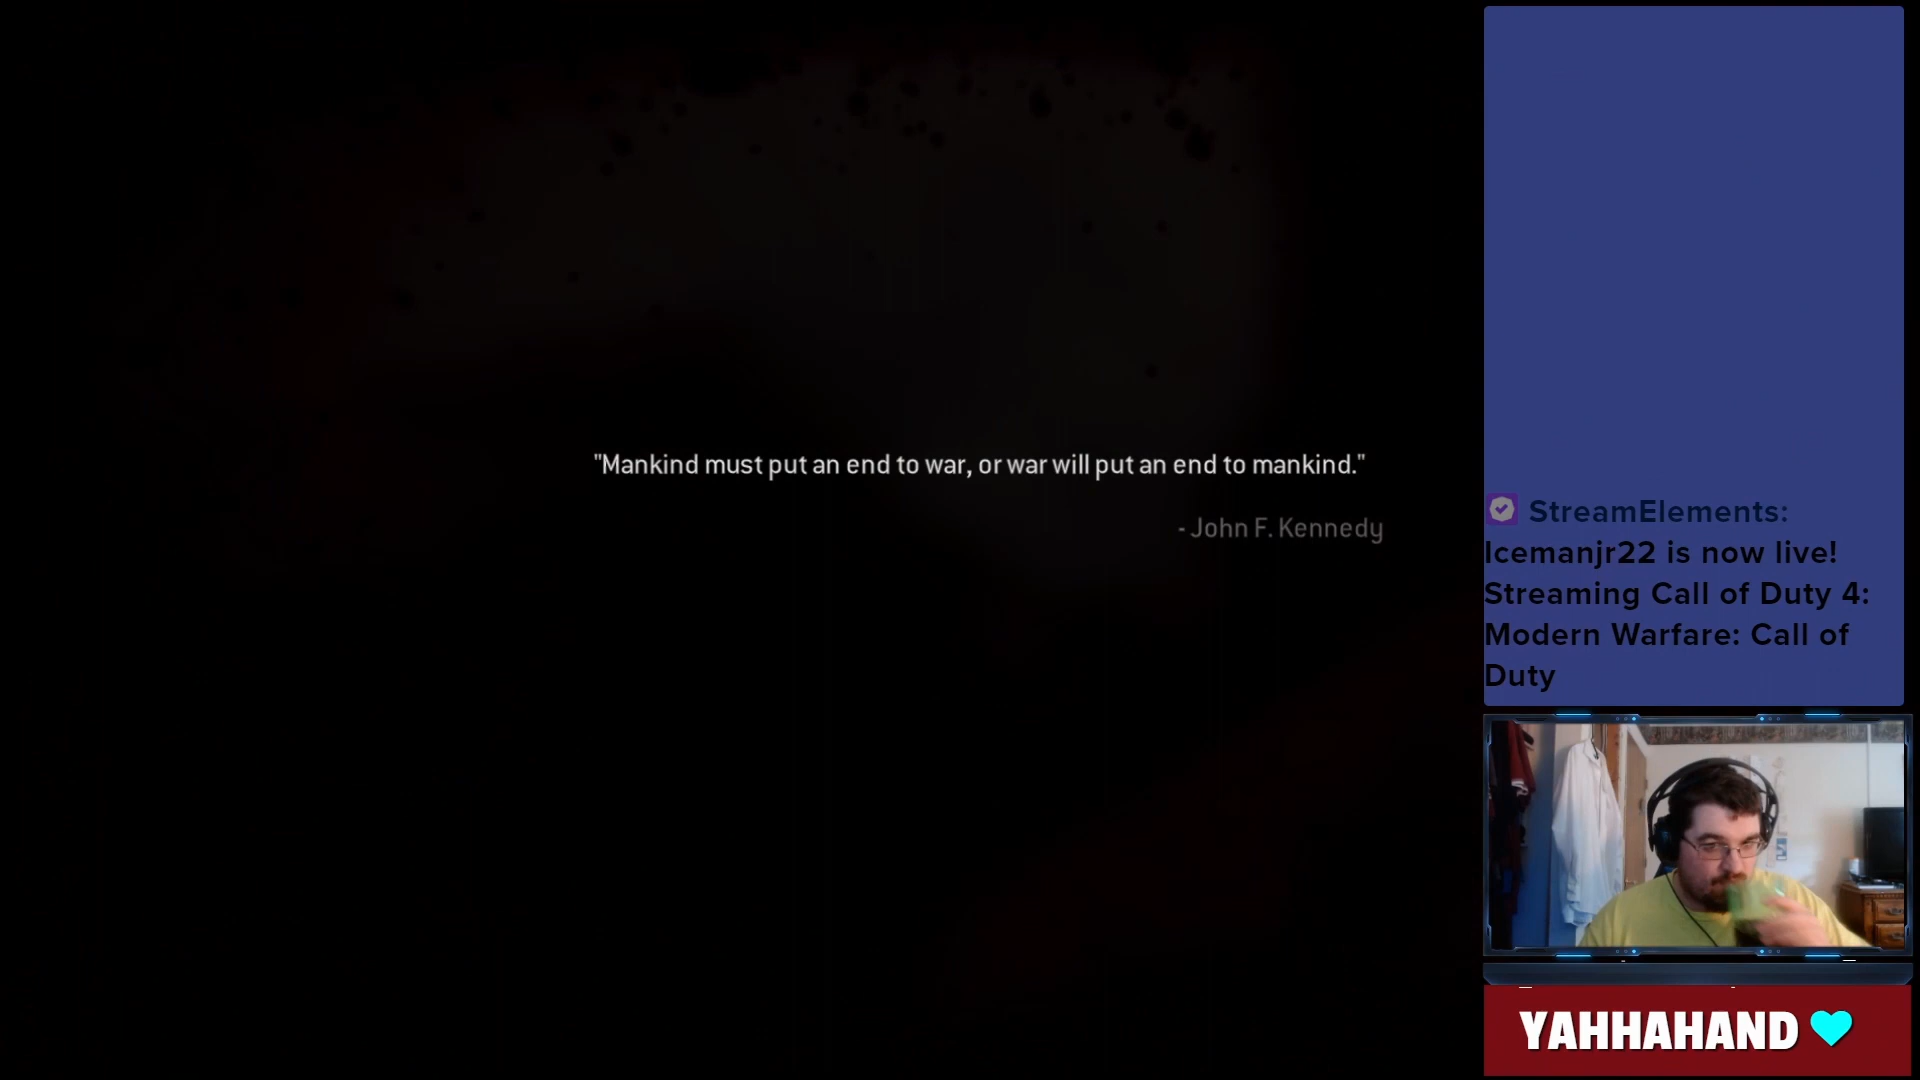 "Mankind must put an end to war, or war will put an end to mankind."
- John F. Kennedy
StreamElements:
Icemanjr22 is now live!
Streaming Call of Duty 4:
Modern Warfare: Call of
Duty
YAHHAHAND